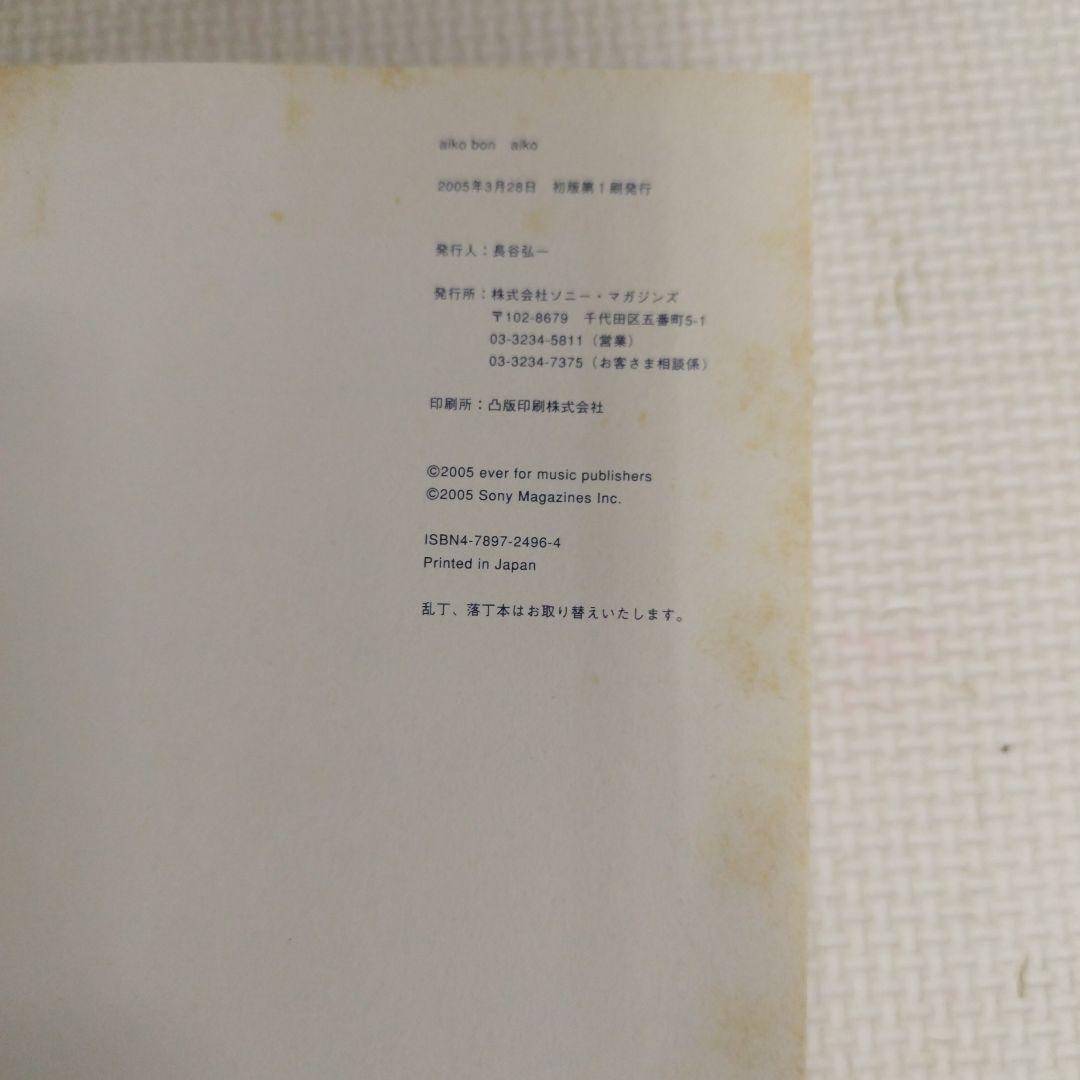 aiko bon aiko
2005年3月28日 初版第1刷発行
発行人：長谷弘一
発行所：株式会社ソニー・マガジンズ
〒102-8679 千代田区五番町5-1
03-3234-5811（営業）
03-3234-7375（お客さま相談係）
印刷所：凸版印刷株式会社
©2005 ever for music publishers
©2005 Sony Magazines Inc.
ISBN4-7897-2496-4
Printed in Japan
乱丁、落丁本はお取り替えいたします。